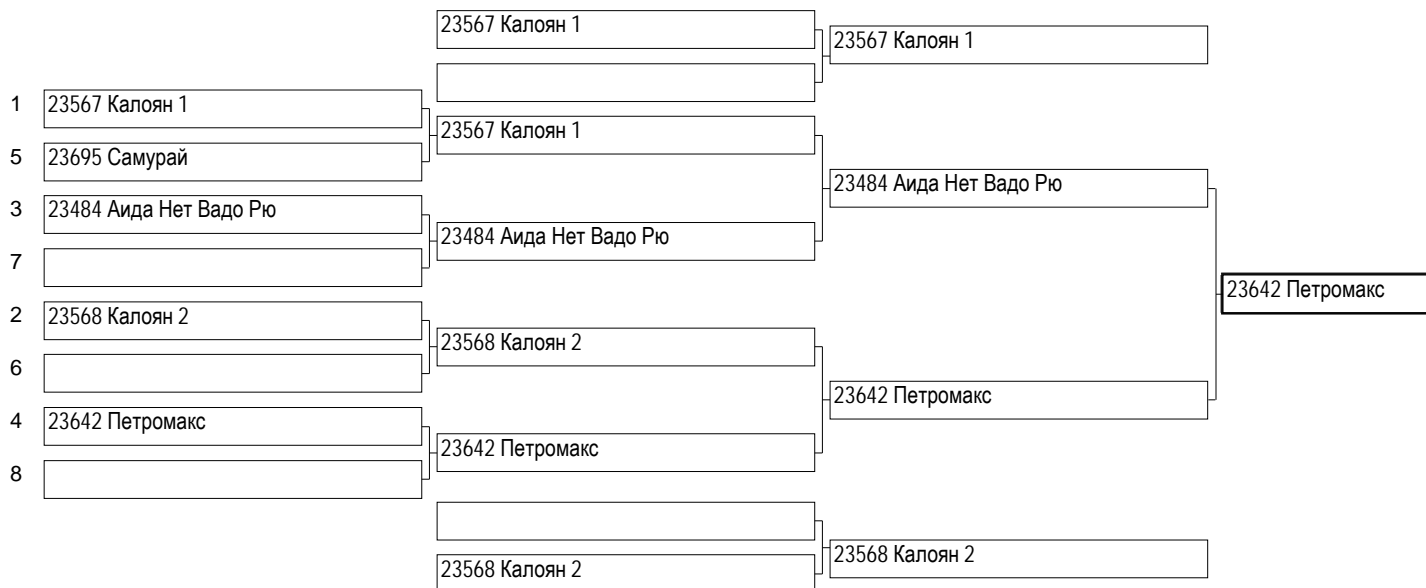 23567 Калоян 1
23567 Калоян 1
1 23567 Калоян 1
23567 Калоян 1
5 23695 Самурай
23484 Аида Нет Вадо Рю
3 23484 Аида Нет Вадо Рю
23484 Аида Нет Вадо Рю
7
23642 Петромакс
2 23568 Калоян 2
23568 Калоян 2
6
23642 Петромакс
4 23642 Петромакс
23642 Петромакс
8
23568 Калоян 2
23568 Калоян 2